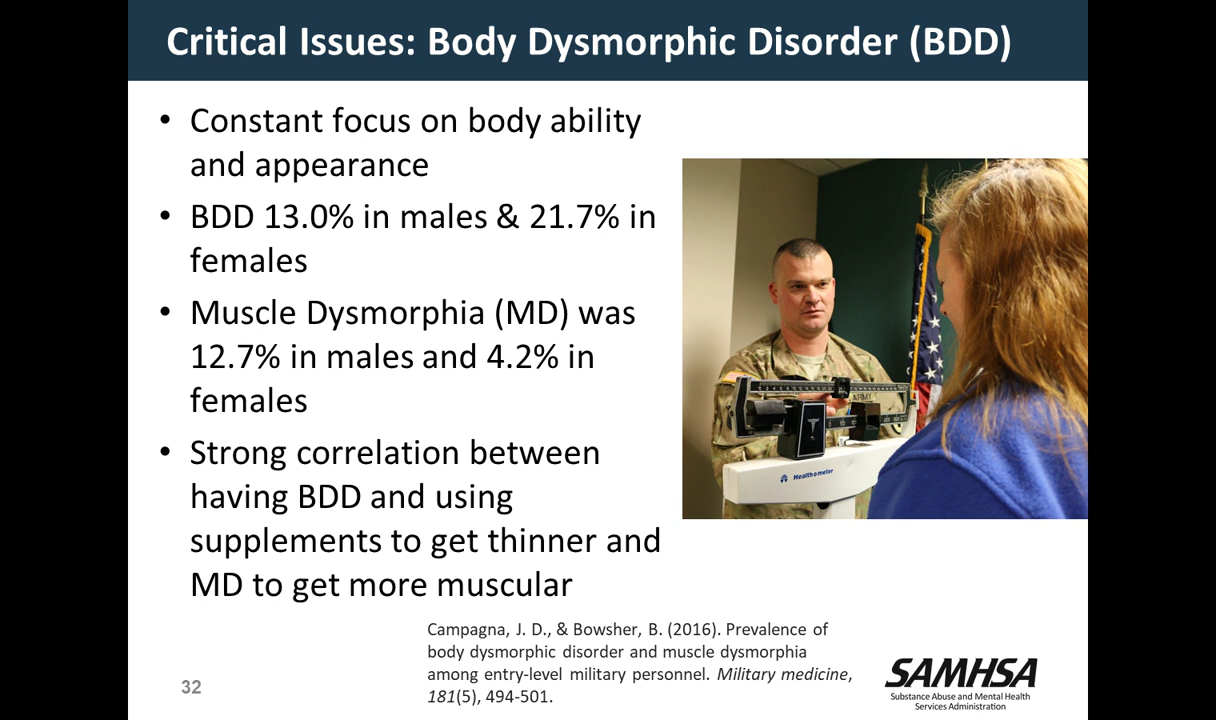 Critical Issues: Body Dysmorphic Disorder (BDD)
• Constant focus on body ability
and appearance
• BDD 13.0% in males & 21.7% in
females
• Muscle Dysmorphia (MD) was
12.7% in males and 4.2% in
females
• Strong correlation between
having BDD and using
supplements to get thinner and
MD to get more muscular
ARMY
Healthometer
Campagna, J. D., & Bowsher, B. (2016). Prevalence of
body dysmorphic disorder and muscle dysmorphia
among entry-level military personnel. Military medicine,
181(5), 494-501.
32
SAMHSA
Substance Abuse and Mental Health
Services Administration